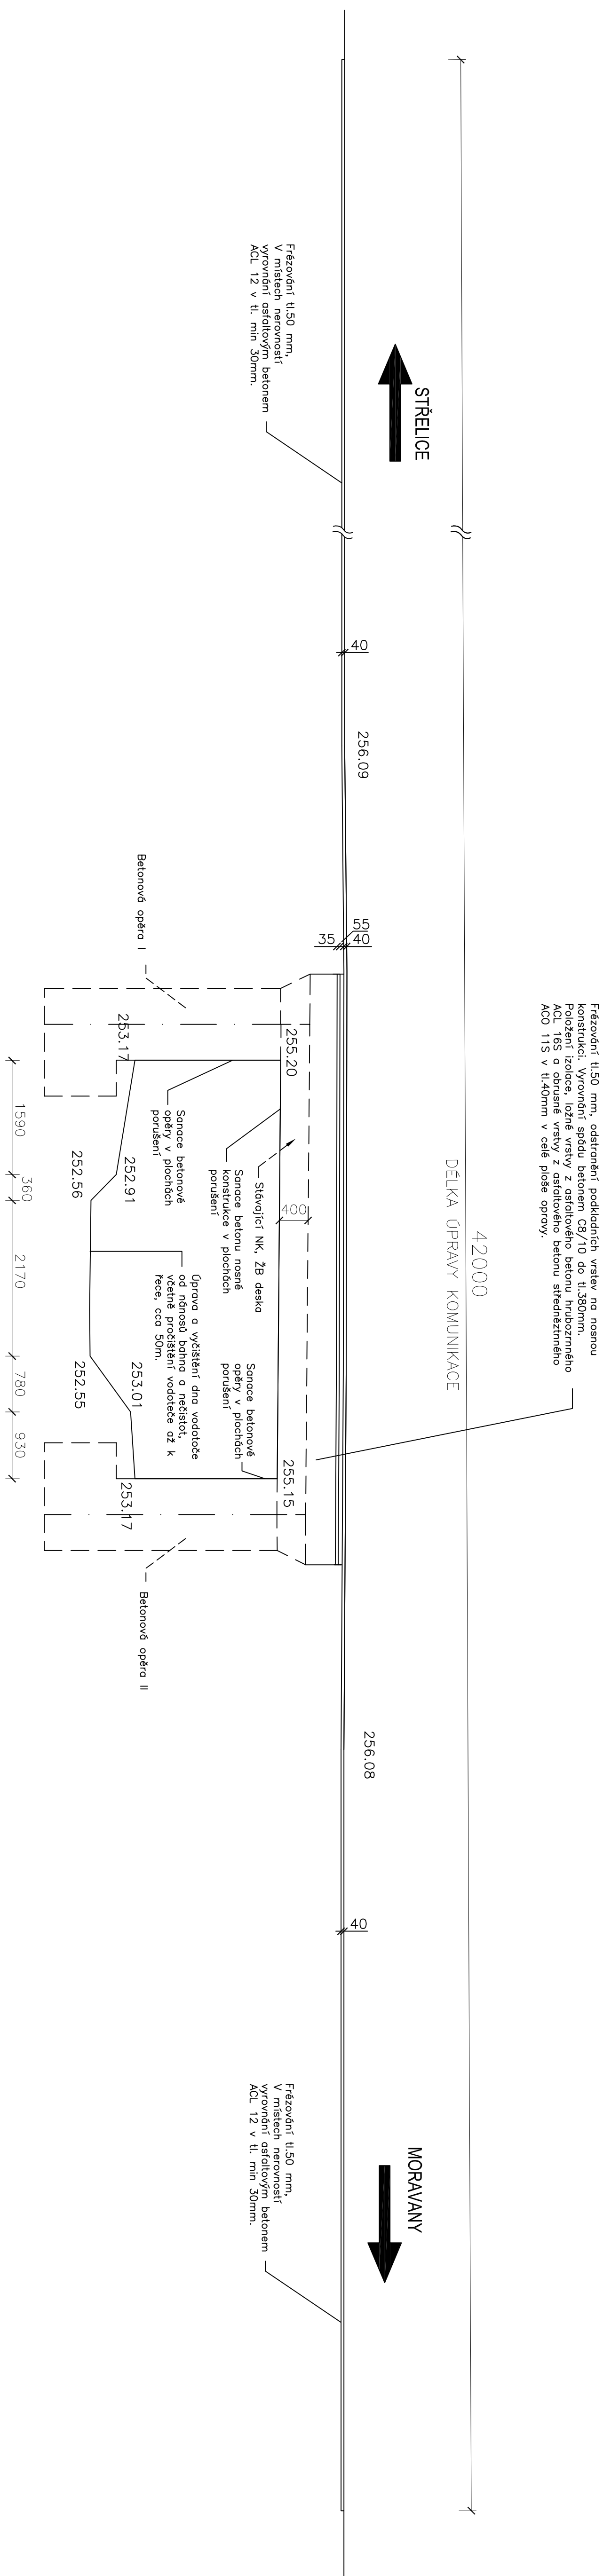 Frézování tl.50 mm, odstranění podkladních vrstev na nosnou
konstrukci. Vyrovnání spádu betonem C8/10 do tl.380mm.
Položení izolace, ložné vrstvy z asfaltového betonu hrubozrnného
ACL 16S a obrusné vrstvy z asfaltového betonu středněztnného
ACO 11S v tl.40mm v celé ploše opravy.
42000
DÉLKA ÚPRAVY KOMUNIKACE
STŘELICE
MORAVANY
Frézování tl.50 mm,
V místech nerovností
vyrovnání asfaltovým betonem
ACL 12 v tl. min 30mm.
40
256.09
55
35
40
256.08
40
Frézování tl.50 mm,
V místech nerovností
vyrovnání asfaltovým betonem
ACL 12 v tl. min 30mm.
255.20
255.15
400
Stávající NK, ŽB deska
Sanace betonu nosné
konstrukce v plochách
porušení
Sanace betonové
opěry v plochách
porušení
Sanace betonové
opěry v plochách
porušení
Úprava a vyčištění dna vodotoče
od nánosů bahna a nečistot,
včetně pročištění vodoteče až k
řece, cca 50m.
Betonová opěra I
Betonová opěra II
253.17
252.91
252.56
252.55
253.01
253.17
1590
360
2170
780
930